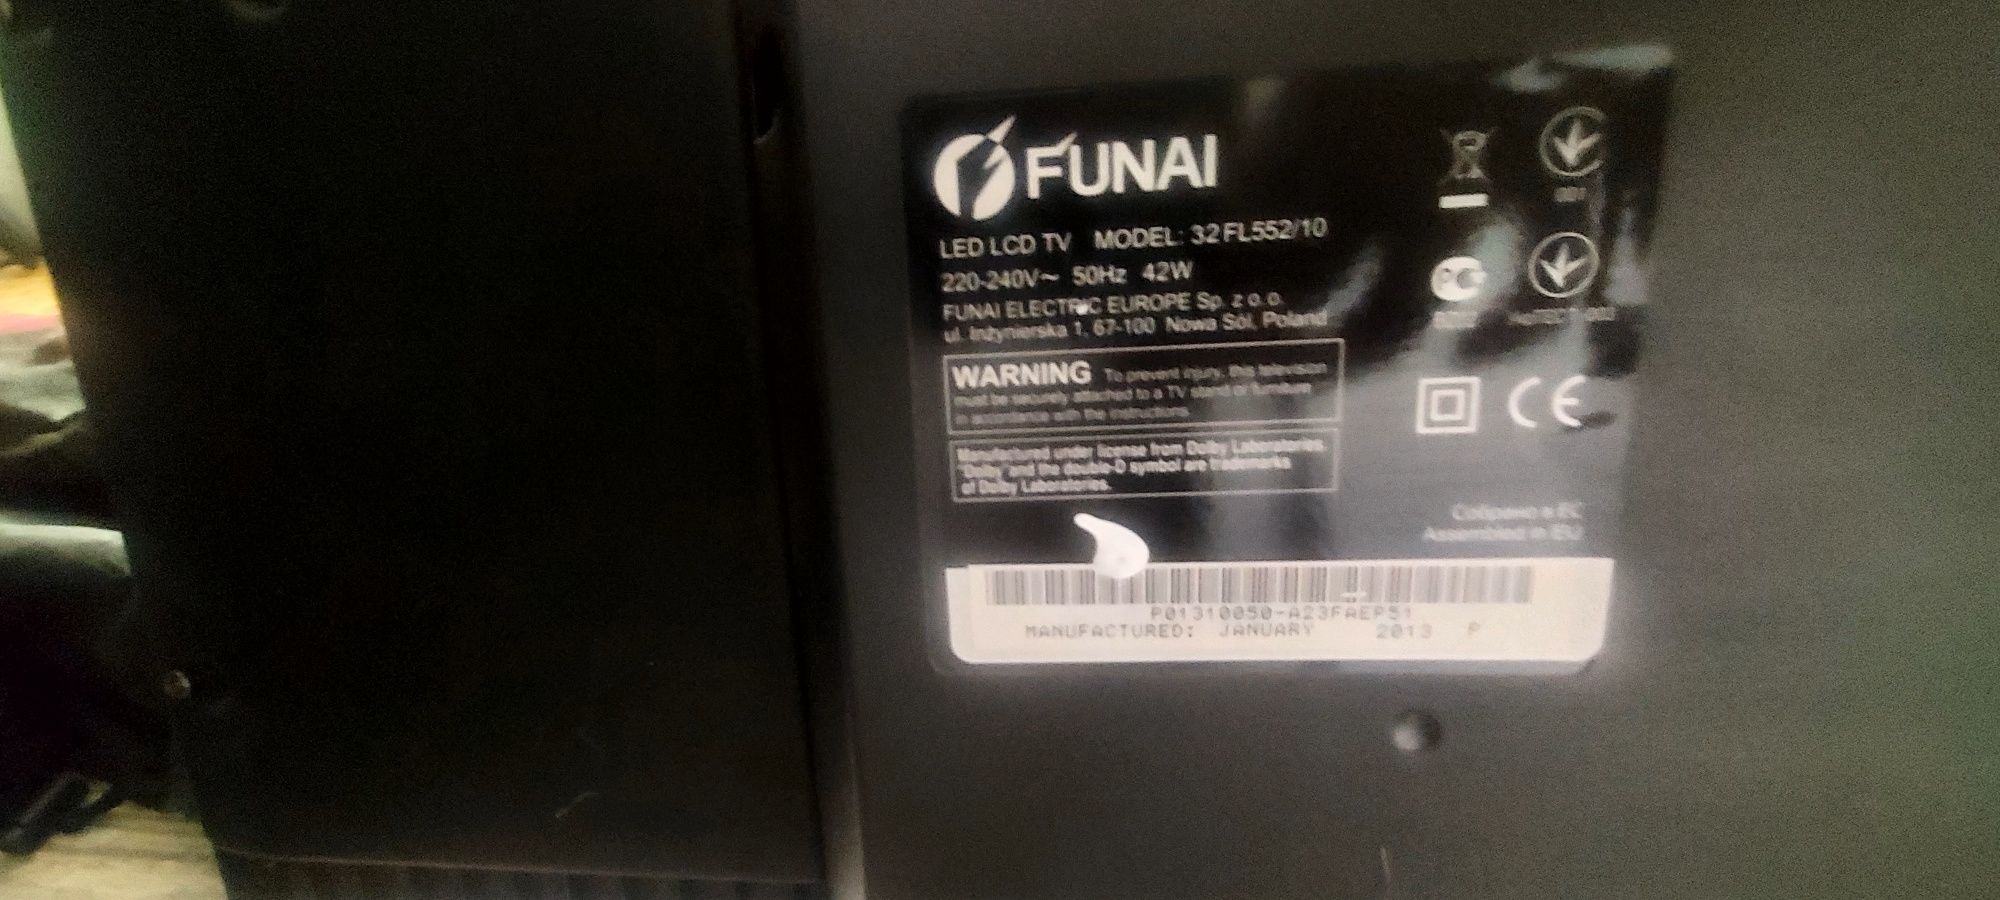 FUNAI
LED LCD TV MODEL: 32FL552/10
220-240V~ 50Hz 42W
FUNAI ELECTRIC EUROPE Sp. z o.o.
ul. Inżynierska 1, 67-100 Nowa Sól, Poland
WARNING To prevent injury, this television
must be securely attached to a TV stand or furniture
in accordance with the instructions.
Manufactured under license from Dolby Laboratories.
"Dolby" and the double-D symbol are trademarks
of Dolby Laboratories.
CE
Собрано в ЕС
Assembled in EU
P01310050-A23FAEP51
MANUFACTURED: JANUARY 2013 P